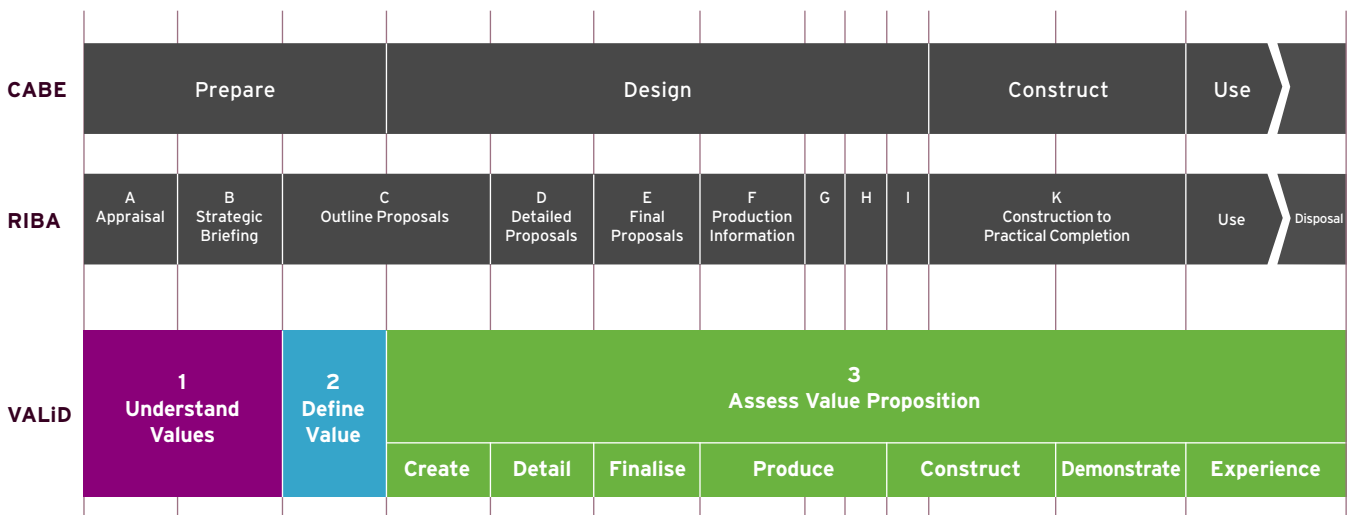 CABE
Prepare
Design
Construct
Use
RIBA
A
Appraisal
B
Strategic
Briefing
C
Outline Proposals
D
Detailed
Proposals
E
Final
Proposals
F
Production
Information
G
H
I
K
Construction to
Practical Completion
Use
Disposal
VALiD
1
Understand
Values
2
Define
Value
3
Assess Value Proposition
Create
Detail
Finalise
Produce
Construct
Demonstrate
Experience